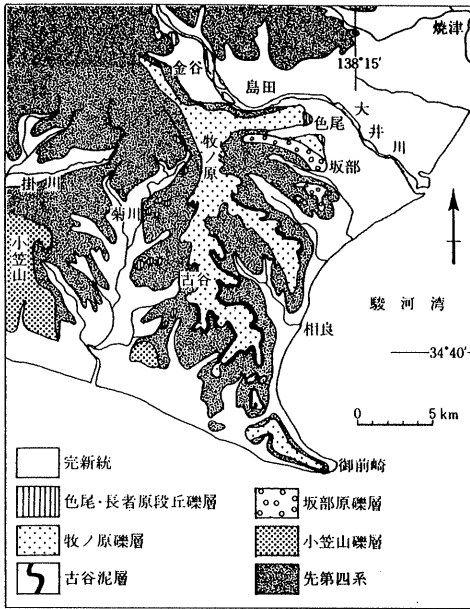 焼津
138°15′
金谷
島田
大井川
色尾
牧ノ原
坂部
掛川
菊川
小笠山
古谷
相良
駿河湾
34°40′
0 5 km
御前崎
完新統
色尾・長者原段丘礫層
坂部原礫層
牧ノ原礫層
小笠山礫層
古谷泥層
先第四系